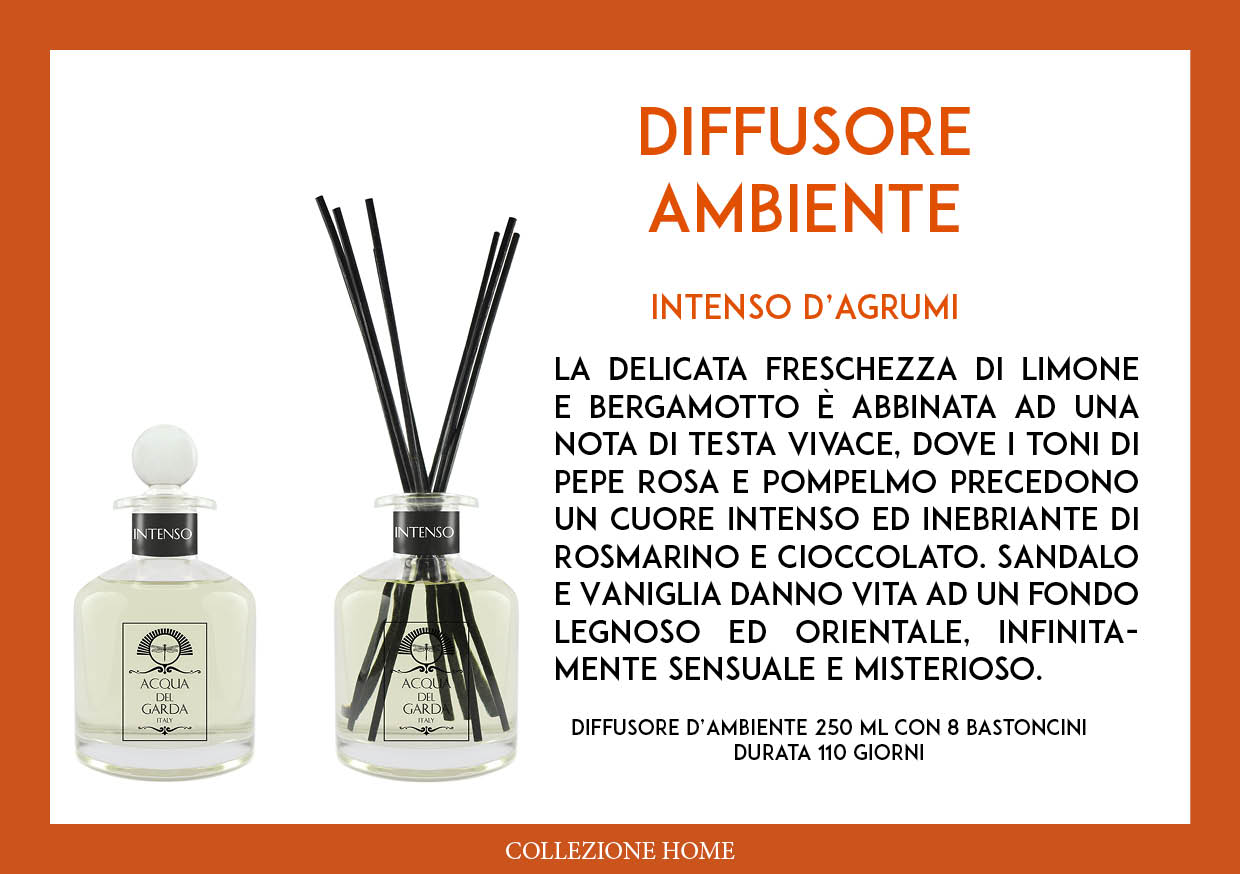 DIFFUSORE
AMBIENTE
INTENSO D'AGRUMI
LA DELICATA FRESCHEZZA DI LIMONE
E BERGAMOTTO È ABBINATA AD UNA
NOTA DI TESTA VIVACE, DOVE I TONI DI
PEPE ROSA E POMPELMO PRECEDONO
UN CUORE INTENSO ED INEBRIANTE DI
ROSMARINO E CIOCCOLATO. SANDALO
E VANIGLIA DANNO VITA AD UN FONDO
LEGNOSO ED ORIENTALE, INFINITA-
MENTE SENSUALE E MISTERIOSO.
DIFFUSORE D'AMBIENTE 250 ML CON 8 BASTONCINI
DURATA 110 GIORNI
INTENSO
ACQUA
DEL
GARDA
ITALY
INTENSO
ACQUA
DEL
GARDA
ITALY
COLLEZIONE HOME